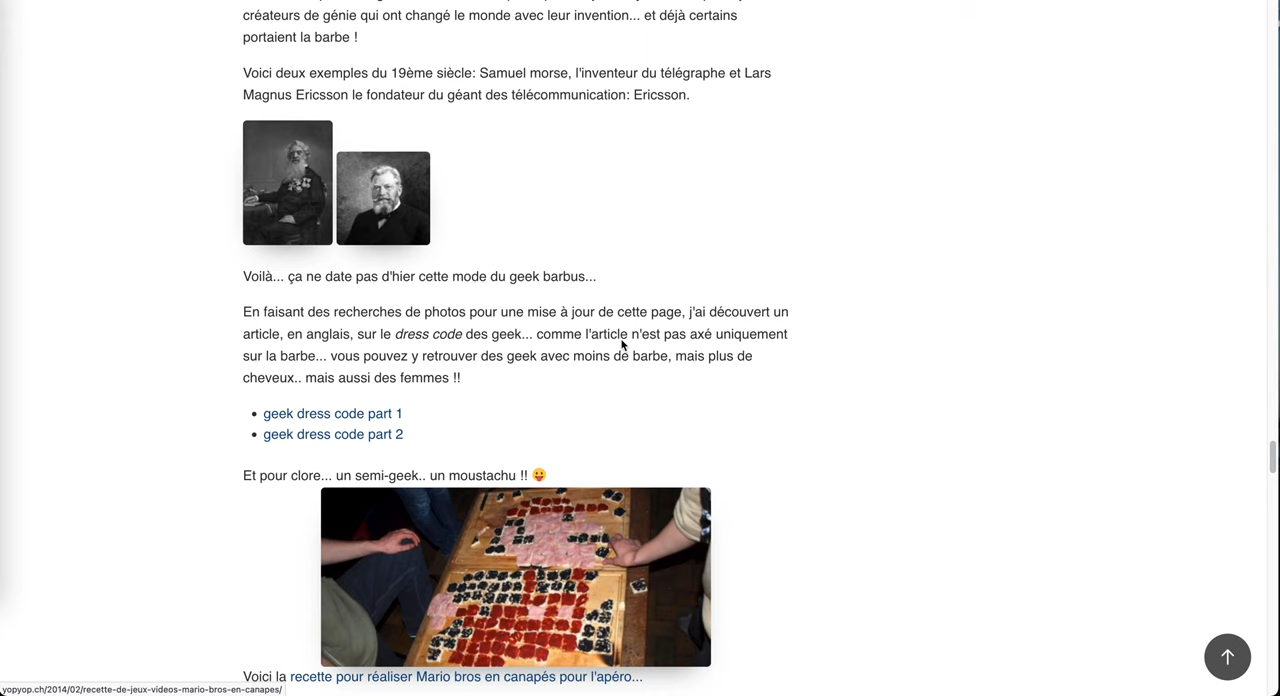 créateurs de génie qui ont changé le monde avec leur invention... et déjà certains
portaient la barbe !
Voici deux exemples du 19ème siècle: Samuel morse, l'inventeur du télégraphe et Lars
Magnus Ericsson le fondateur du géant des télécommunication: Ericsson.
Voilà... ça ne date pas d'hier cette mode du geek barbus...
En faisant des recherches de photos pour une mise à jour de cette page, j'ai découvert un
article, en anglais, sur le dress code des geek... comme l'article n'est pas axé uniquement
sur la barbe... vous pouvez y retrouver des geek avec moins de barbe, mais plus de
cheveux.. mais aussi des femmes !!
• geek dress code part 1
• geek dress code part 2
Et pour clore... un semi-geek.. un moustachu !! 😛
Voici la recette pour réaliser Mario bros en canapés pour l'apéro...
yopyop.ch/2014/02/recette-de-jeux-videos-mario-bros-en-canapes/